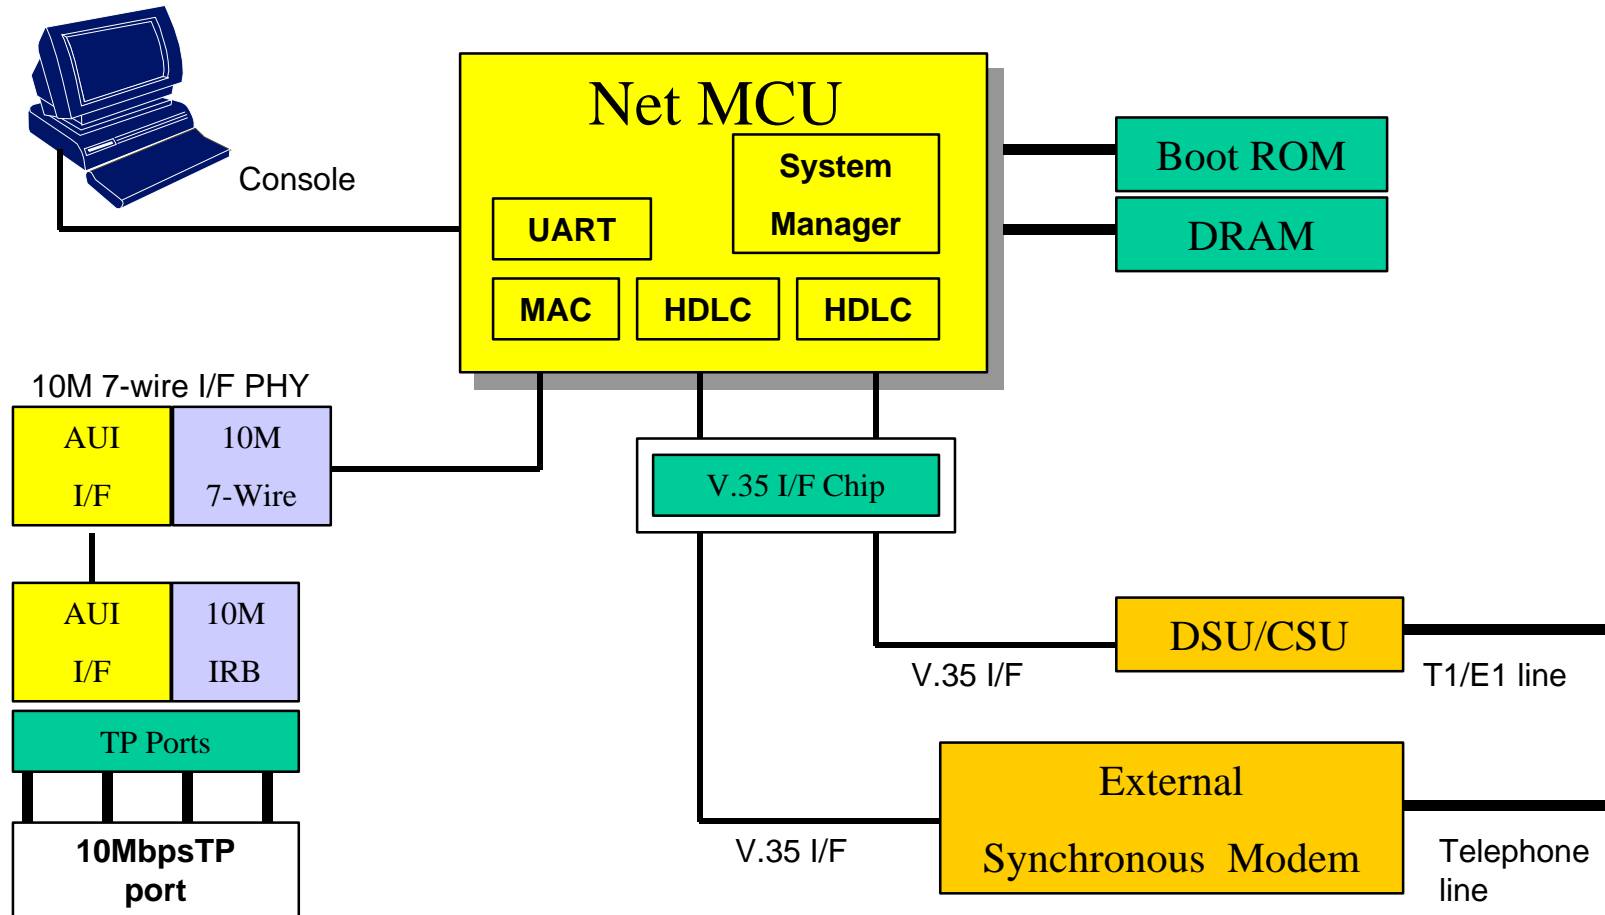 Net MCU
Console
System
Manager
UART
MAC
HDLC
HDLC
Boot ROM
DRAM
10M 7-wire I/F PHY
AUI
I/F
10M
7-Wire
V.35 I/F Chip
AUI
I/F
10M
IRB
TP Ports
10MbpsTP
port
DSU/CSU
V.35 I/F
T1/E1 line
External
Synchronous Modem
V.35 I/F
Telephone
line